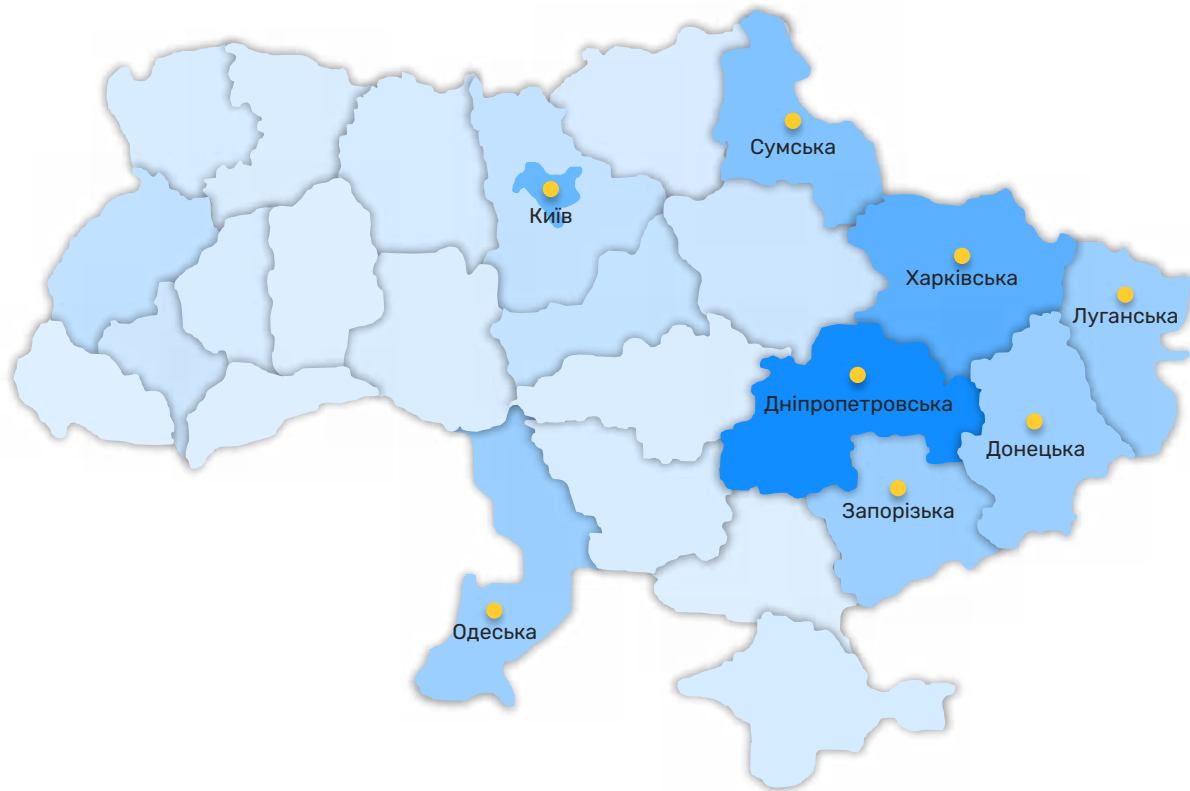 Сумська
Київ
Харківська
Луганська
Дніпропетровська
Донецька
Запорізька
Одеська